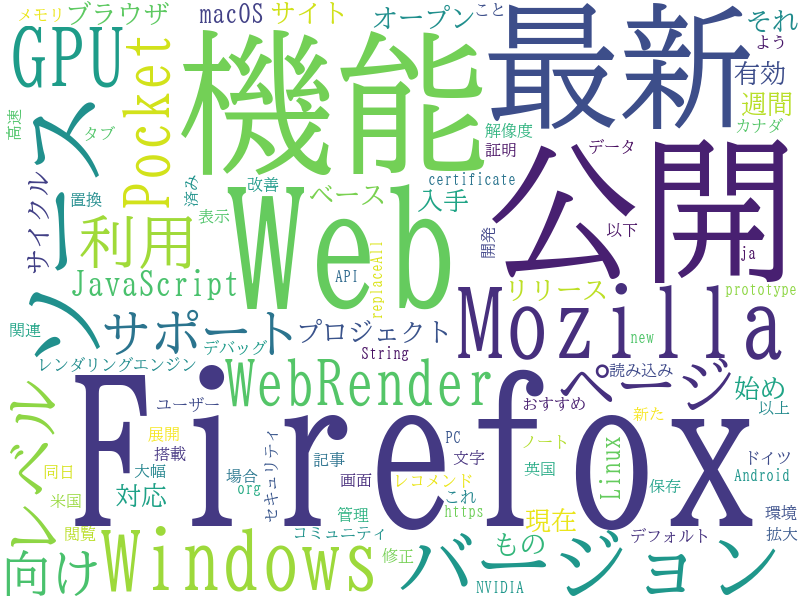 メモリ
ブラウザ
macOS
サイト
オープン
こと
それ
よう
GPU
Pocket
機能
最新
有効
週間
カナダ
高速
タブ
ソース
解像度
証明
データ
certificate
改善
済み
置換
ベース
入手
サイクル
利用
表示
Web
公開
開発
以下
ja
JavaScript
API
replaceAll
リリース
prototype
関連
サポート
プロジェクト
Mozilla
デバッグ
new
String
レンダリングエンジン
WebRender
ページ
読み込み
始め
レベル
ユーザー
おすすめ
新た
以上
Firefox
展開
搭載
セキュリティ
PC
文字
ノート
英国
Linux
ドイツ
Android
同日
大幅
場合
記事
画面
レコメンド
これ
保存
米国
対応
org
管理
https
現在
環境
閲覧
コミュニティ
修正
もの
デフォルト
拡大
向け
Windows
バージョン
NVIDIA